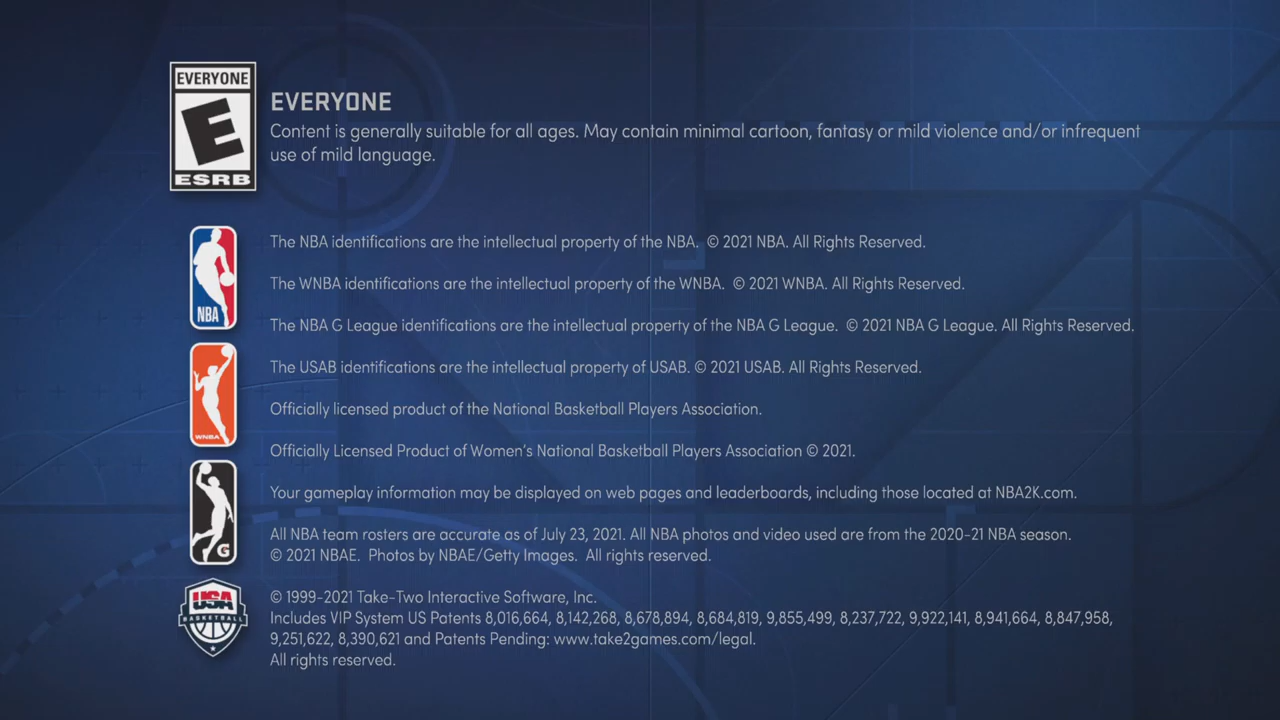 EVERYONE
E
ESRB
EVERYONE
Content is generally suitable for all ages. May contain minimal cartoon, fantasy or mild violence and/or infrequent
use of mild language.
NBA
The NBA identifications are the intellectual property of the NBA. © 2021 NBA. All Rights Reserved.
The WNBA identifications are the intellectual property of the WNBA. © 2021 WNBA. All Rights Reserved.
The NBA G League identifications are the intellectual property of the NBA G League. © 2021 NBA G League. All Rights Reserved.
WNBA
The USAB identifications are the intellectual property of USAB. © 2021 USAB. All Rights Reserved.
Officially licensed product of the National Basketball Players Association.
Officially Licensed Product of Women's National Basketball Players Association © 2021.
G
Your gameplay information may be displayed on web pages and leaderboards, including those located at NBA2K.com.
All NBA team rosters are accurate as of July 23, 2021. All NBA photos and video used are from the 2020-21 NBA season.
© 2021 NBAE. Photos by NBAE/Getty Images. All rights reserved.
USA
BASKETBALL
© 1999-2021 Take-Two Interactive Software, Inc.
Includes VIP System US Patents 8,016,664, 8,142,268, 8,678,894, 8,684,819, 9,855,499, 8,237,722, 9,922,141, 8,941,664, 8,847,958,
9,251,622, 8,390,621 and Patents Pending: www.take2games.com/legal.
All rights reserved.